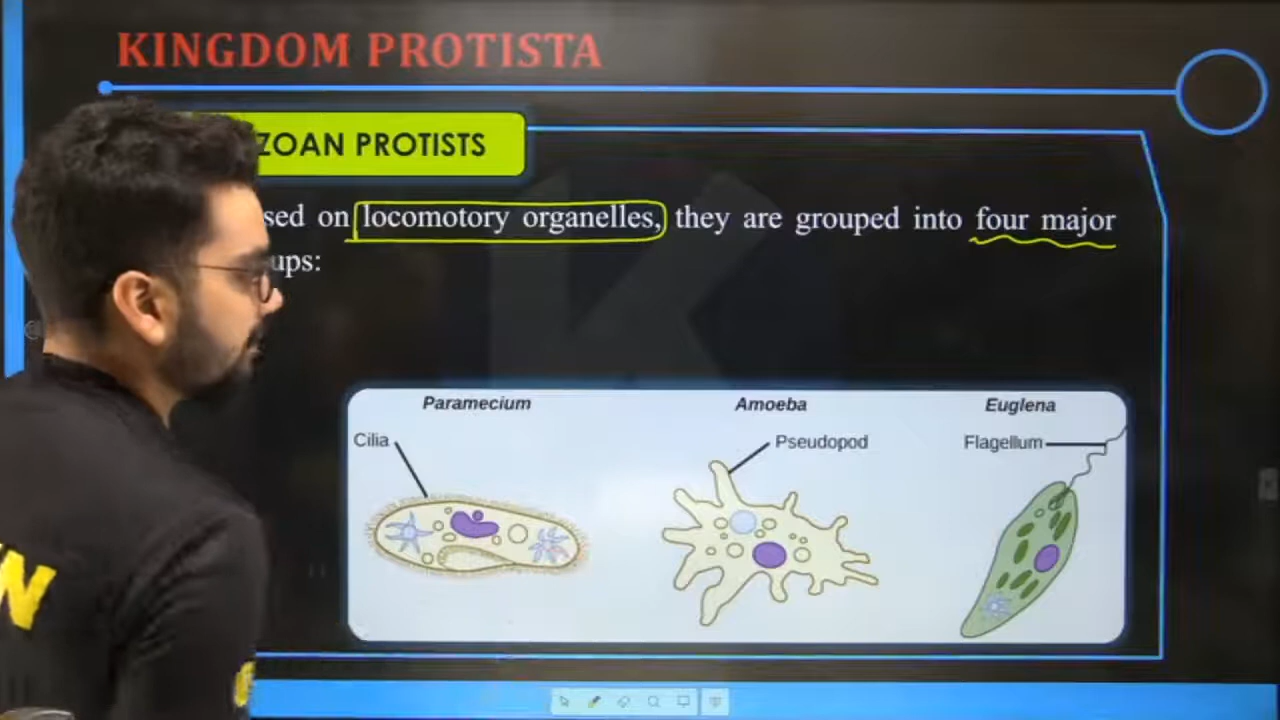 KINGDOM PROTISTA
ZOAN PROTISTS
sed on locomotory organelles, they are grouped into four major
ups:
Paramecium Amoeba Euglena
Cilia Pseudopod Flagellum
N